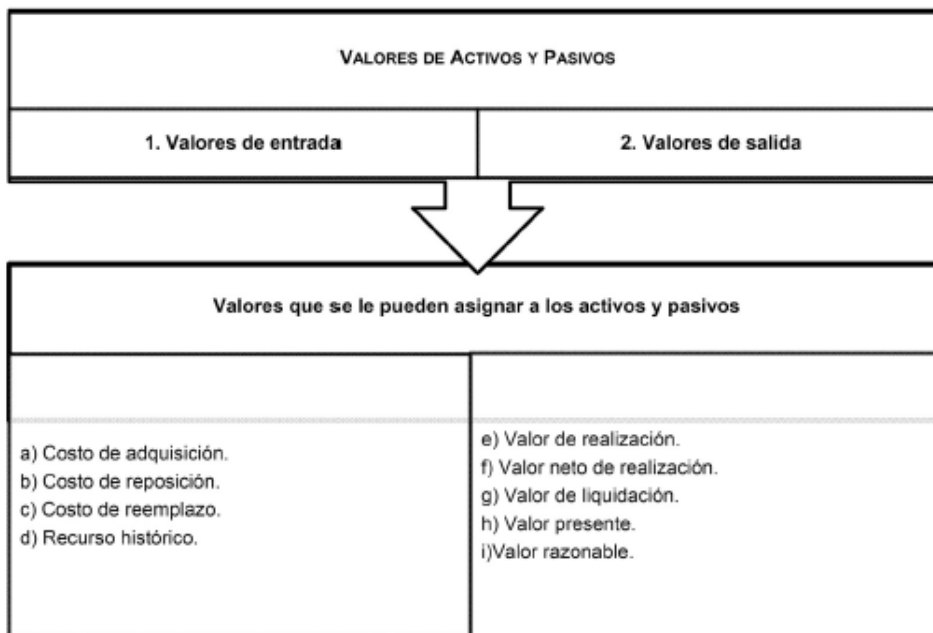 VALORES DE ACTIVOS Y PASIVOS
1. Valores de entrada
2. Valores de salida
Valores que se le pueden asignar a los activos y pasivos
a) Costo de adquisición.
b) Costo de reposición.
c) Costo de reemplazo.
d) Recurso histórico.
e) Valor de realización.
f) Valor neto de realización.
g) Valor de liquidación.
h) Valor presente.
i)Valor razonable.